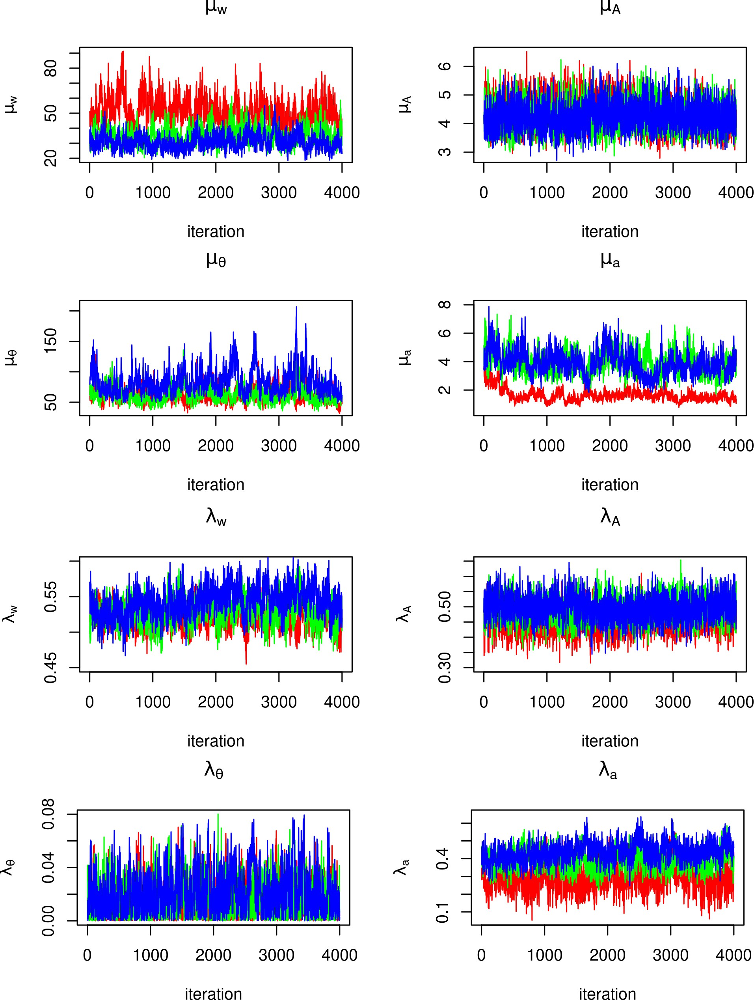 μw μA
μw 20 50 80
0 1000 2000 3000 4000
iteration
μA 3 4 5 6
0 1000 2000 3000 4000
iteration
μθ μa
μθ 50 150
0 1000 2000 3000 4000
iteration
μa 2 4 6 8
0 1000 2000 3000 4000
iteration
λw λA
λw 0.45 0.55
0 1000 2000 3000 4000
iteration
λA 0.30 0.50
0 1000 2000 3000 4000
iteration
λθ λa
λθ 0.00 0.04 0.08
0 1000 2000 3000 4000
iteration
λa 0.1 0.4
0 1000 2000 3000 4000
iteration